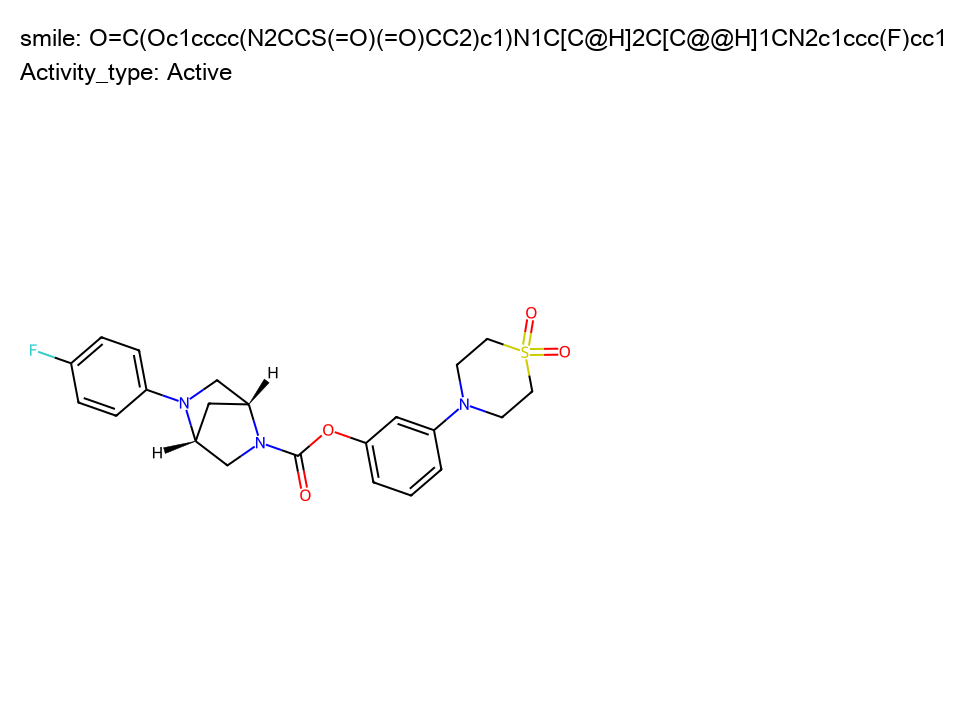 smile: O=C(Oc1cccc(N2CCS(=O)(=O)CC2)c1)N1C[C@H]2C[C@@H]1CN2c1ccc(F)cc1
Activity_type: Active
O
S O
F H
N N
O N
H
O